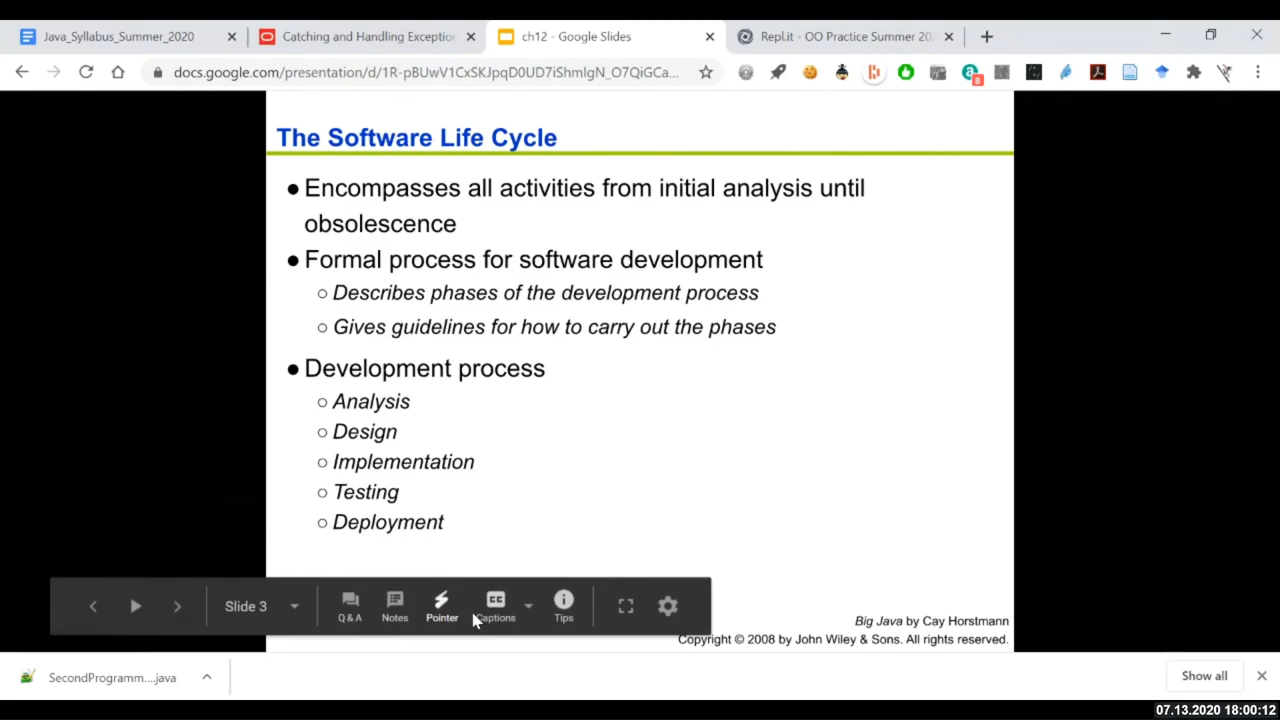 Java_Syllabus_Summer_2020
Catching and Handling Exception
ch12 - Google Slides
Repl.it - OO Practice Summer 202
docs.google.com/presentation/d/1R-pBUwV1CxSKJpqD0UD7iShmlgN_O7QiGCa...
8
The Software Life Cycle
● Encompasses all activities from initial analysis until
obsolescence
● Formal process for software development
○ Describes phases of the development process
○ Gives guidelines for how to carry out the phases
● Development process
○ Analysis
○ Design
○ Implementation
○ Testing
○ Deployment
Slide 3
Q & A
Notes
Pointer
CC
Captions
Tips
Big Java by Cay Horstmann
Copyright © 2008 by John Wiley & Sons. All rights reserved.
SecondProgramm....java
Show all
07.13.2020 18:00:12